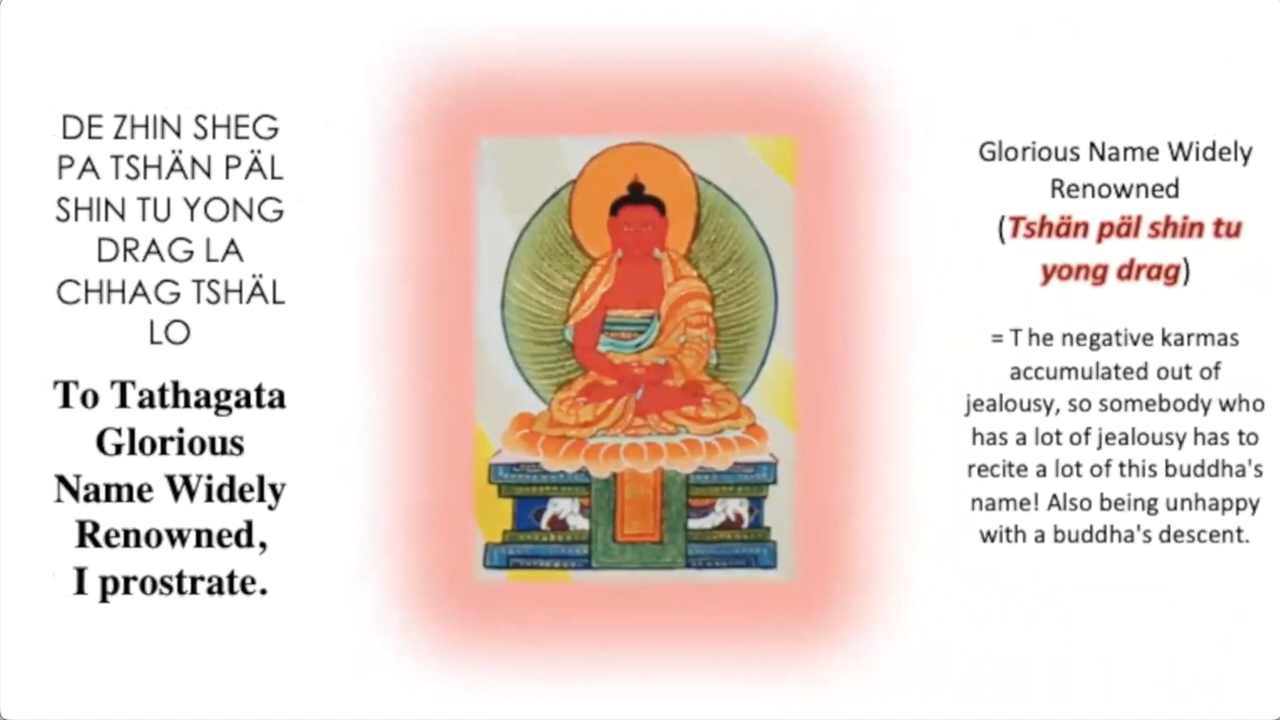 DE ZHIN SHEG
PA TSHÄN PÄL
SHIN TU YONG
DRAG LA
CHHAG TSHÄL
LO
To Tathagata
Glorious
Name Widely
Renowned,
I prostrate.
Glorious Name Widely
Renowned
(Tshän päl shin tu
yong drag)
= The negative karmas
accumulated out of
jealousy, so somebody who
has a lot of jealousy has to
recite a lot of this buddha's
name! Also being unhappy
with a buddha's descent.